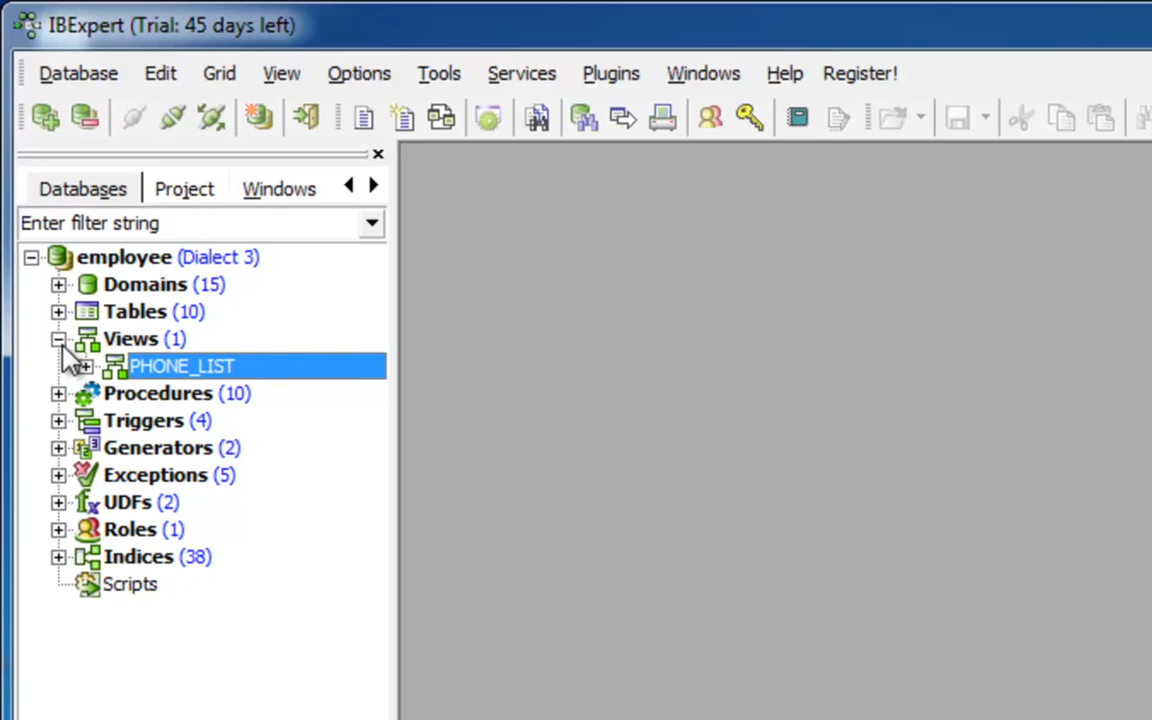 IBExpert (Trial: 45 days left)
Database Edit Grid View Options Tools Services Plugins Windows Help Register!
Databases Project Windows
Enter filter string
employee (Dialect 3)
Domains (15)
Tables (10)
Views (1)
PHONE_LIST
Procedures (10)
Triggers (4)
Generators (2)
Exceptions (5)
UDFs (2)
Roles (1)
Indices (38)
Scripts